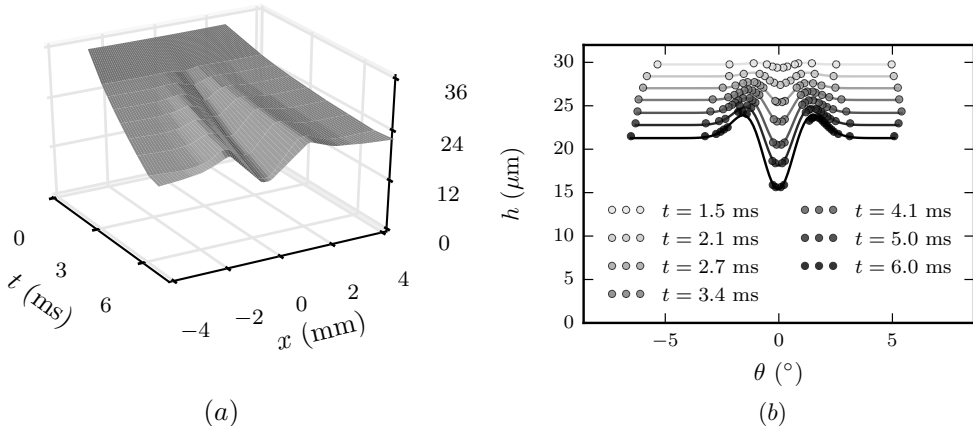 36
24
12
0
0
3
6
t (ms)
−4
−2
0
2
4
x (mm)
(a)
30
25
20
15
10
5
0
h (μm)
t = 1.5 ms
t = 2.1 ms
t = 2.7 ms
t = 3.4 ms
t = 4.1 ms
t = 5.0 ms
t = 6.0 ms
−5
0
5
θ (°)
(b)